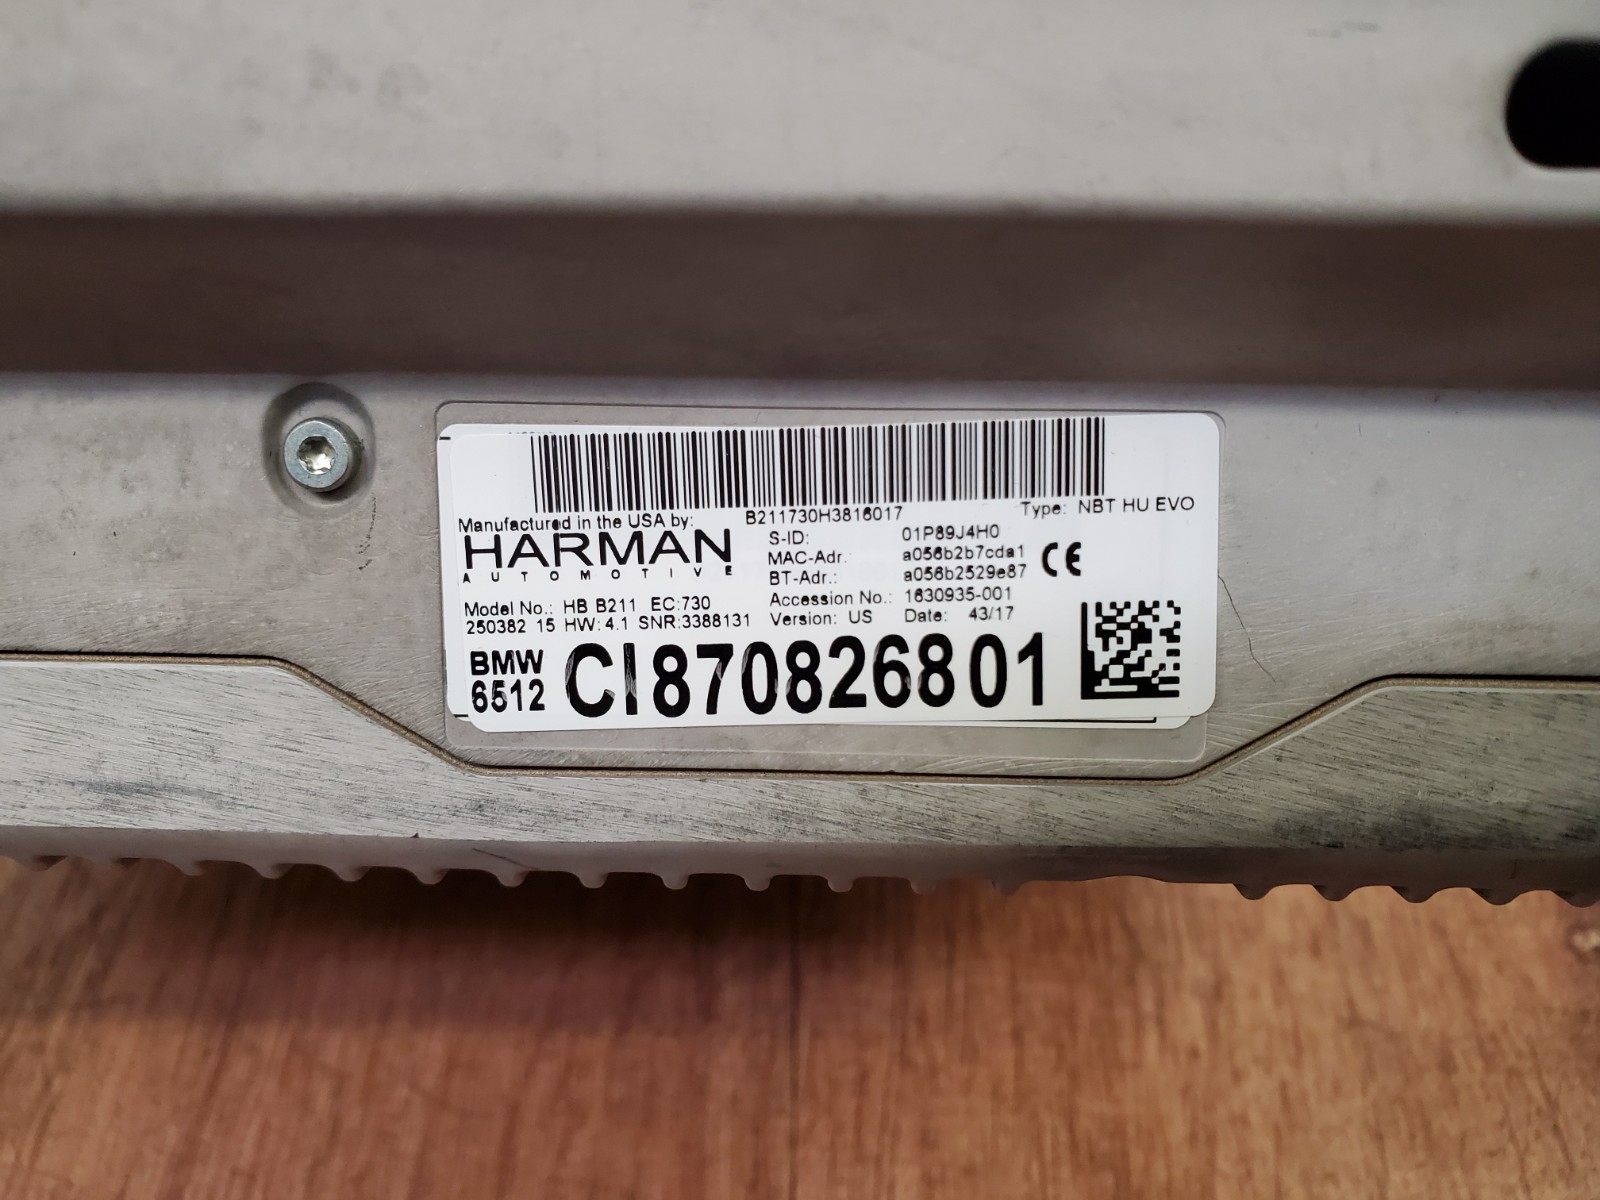 B211730H3816017
Type: NBT HU EVO
Manufactured in the USA by:
HARMAN
AUTOMOTIVE
S-ID: 01P89J4H0
MAC-Adr.: a056b2b7cda1
BT-Adr.: a056b2529e87
CE
Model No.: HB B211 EC:730
Accession No.: 1630935-001
250382 15 HW:4.1 SNR:3388131
Version: US Date: 43/17
BMW
6512
CI870826801